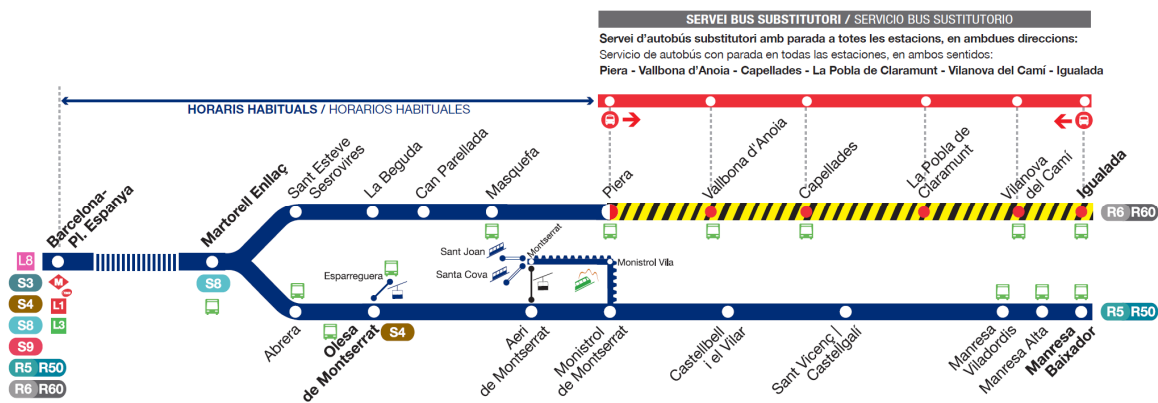 SERVEI BUS SUBSTITUTORI / SERVICIO BUS SUSTITUTORIO
Servei d'autobús substitutori amb parada a totes les estacions, en ambdues direccions:
Servicio de autobús con parada en todas las estaciones, en ambos sentidos:
Piera - Vallbona d'Anoia - Capellades - La Pobla de Claramunt - Vilanova del Camí - Igualada
HORARIS HABITUALS / HORARIOS HABITUALES
Barcelona-
Pl. Espanya
Martorell Enllaç
Sant Esteve
Sesrovires
La Beguda
Can Parellada
Masquefa
Piera
Vallbona d'Anoia
Capellades
La Pobla de
Claramunt
Vilanova
del Camí
Igualada
R6 R60
L8
S3
S4
S8
S9
R5 R50
R6 R60
M
L1
L3
S8
Sant Joan
Santa Cova
Montserrat
Monistrol Vila
Esparreguera
Abrera
Olesa
de Montserrat
S4
Aeri
de Montserrat
Monistrol
de Montserrat
Castellbell
i el Vilar
Sant Vicenç |
Castellgalí
Manresa
Viladordis
Manresa Alta
Manresa
Baixador
R5 R50